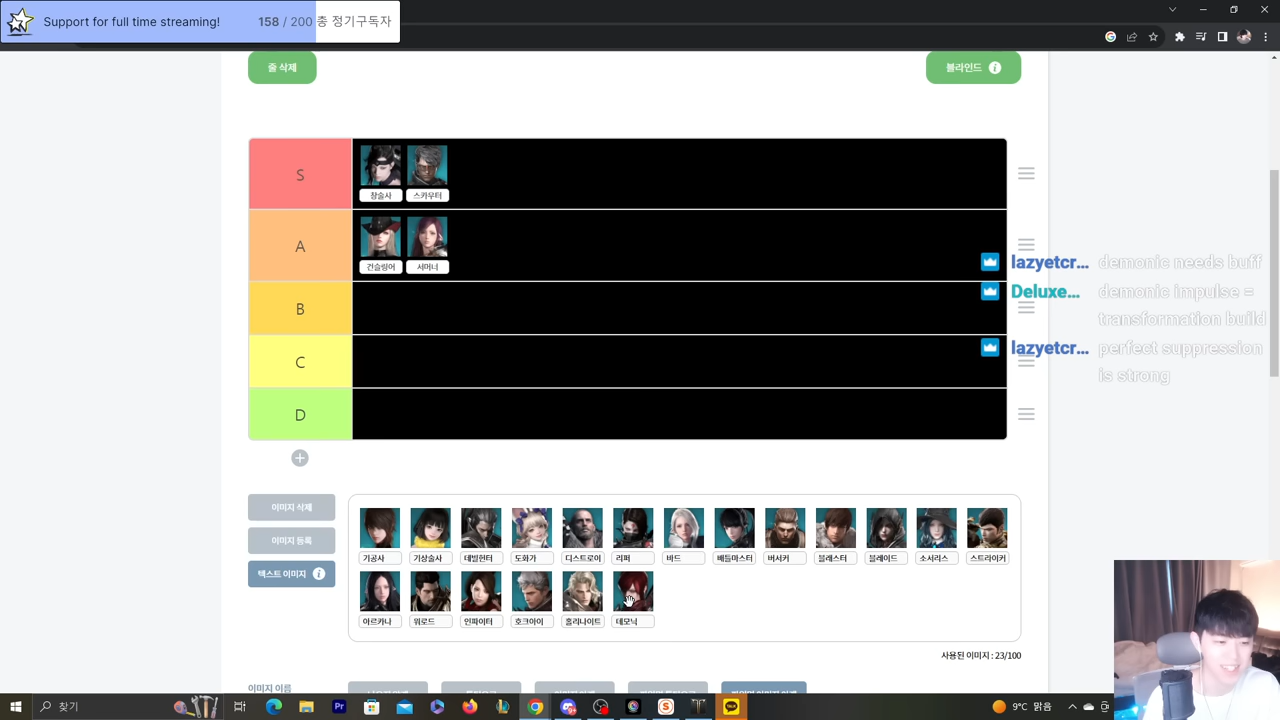 Support for full time streaming! 158 / 200 총 정기구독자
줄 삭제
블라인드
S
창술사
스카우터
A
건슬링어
서머너
B
C
D
lazyetcr... demonic needs buff
Deluxe... demonic impulse =
transformation build
lazyetcr... perfect suppression
is strong
이미지 삭제
이미지 등록
텍스트 이미지
기공사
기상술사
데빌헌터
도화가
디스트로이
리퍼
바드
배틀마스터
버서커
블래스터
블레이드
소서리스
스트라이커
아르카나
워로드
인파이터
호크아이
홀리나이트
데모닉
사용된 이미지 : 23/100
이미지 이름
찾기
9°C 맑음